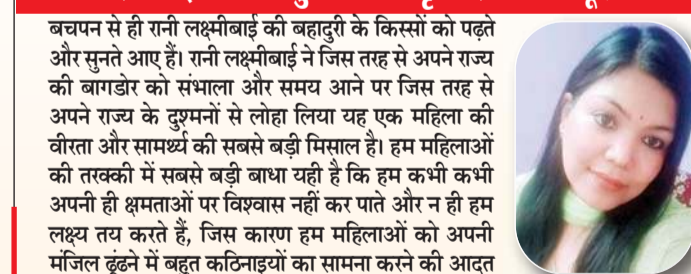 बचपन से ही रानी लक्ष्मीबाई की बहादुरी के किस्सों को पढ़ते
और सुनते आए हैं। रानी लक्ष्मीबाई ने जिस तरह से अपने राज्य
की बागडोर को संभाला और समय आने पर जिस तरह से
अपने राज्य के दुश्मनों से लोहा लिया यह एक महिला की
वीरता और सामर्थ्य की सबसे बड़ी मिसाल है। हम महिलाओं
की तरक्की में सबसे बड़ी बाधा यही है कि हम कभी कभी
अपनी ही क्षमताओं पर विश्वास नहीं कर पाते और न ही हम
लक्ष्य तय करते हैं, जिस कारण हम महिलाओं को अपनी
मंजिल ढूंढने में बहुत कठिनाइयों का सामना करने की आदत